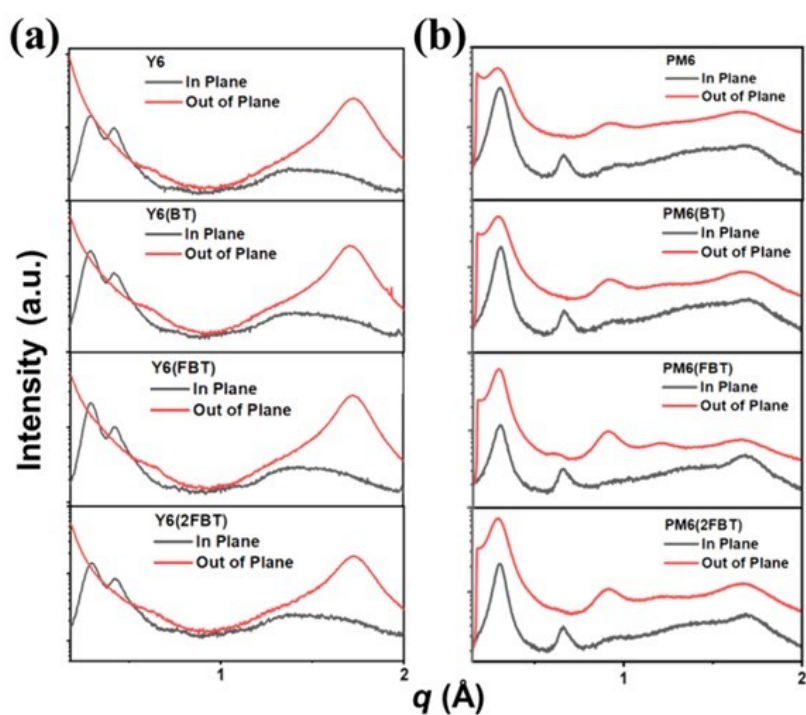 (a)
(b)
Y6
In Plane
Out of Plane
PM6
In Plane
Out of Plane
Y6(BT)
In Plane
Out of Plane
PM6(BT)
In Plane
Out of Plane
Y6(FBT)
In Plane
Out of Plane
PM6(FBT)
In Plane
Out of Plane
Y6(2FBT)
In Plane
Out of Plane
PM6(2FBT)
In Plane
Out of Plane
Intensity (a.u.)
1
2
1
2
q (Å)